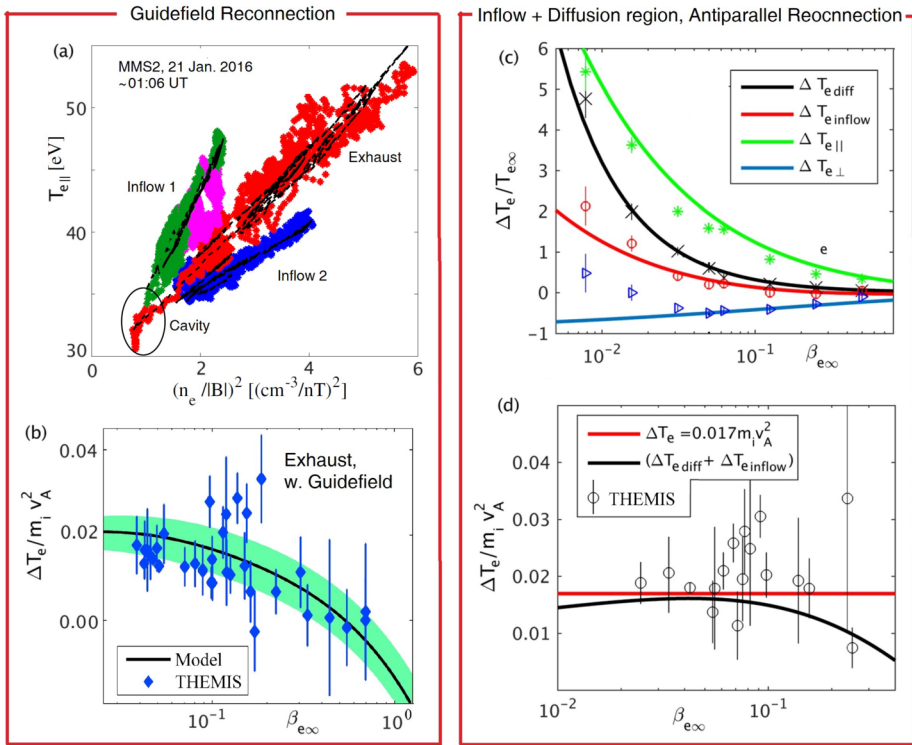 Guidefield Reconnection
(a)
MMS2, 21 Jan. 2016
~01:06 UT
Inflow 1
Exhaust
Inflow 2
Cavity
T_e|| [eV]
50
40
30
0
2
4
6
(n_e /|B|)^2 [(cm^-3/nT)^2]
(b)
Exhaust,
w. Guidefield
ΔT_e/m_i v_A^2
0.04
0.02
0.00
Model
THEMIS
10^-1
10^0
β_e∞
Inflow + Diffusion region, Antiparallel Reocnnection
(c)
ΔT_e/T_e∞
6
5
4
3
2
1
0
-1
Δ T_e diff
Δ T_e inflow
Δ T_e||
Δ T_e⊥
e
10^-2
10^-1
β_e∞
(d)
ΔT_e/m_i v_A^2
0.04
0.03
0.02
0.01
ΔT_e =0.017m_i v_A^2
(ΔT_e diff + ΔT_e inflow)
THEMIS
10^-2
10^-1
β_e∞